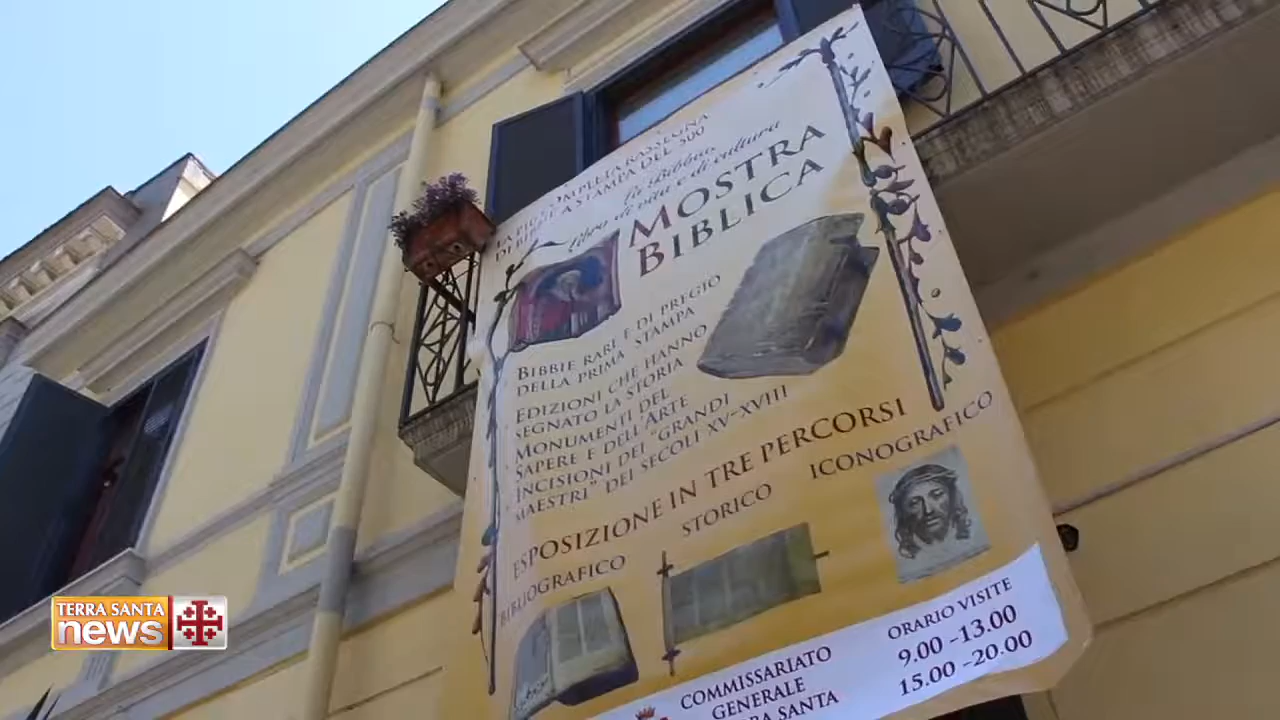 LA PIÙ COMPLETA RASSEGNA
DI BIBBIE A STAMPA DEL '500
La Bibbia,
libro di vita e di cultura
MOSTRA
BIBLICA
BIBBIE RARE E DI PREGIO
DELLA PRIMA STAMPA
EDIZIONI CHE HANNO
SEGNATO LA STORIA
MONUMENTI DEL
SAPERE E DELL'ARTE
INCISIONI DEI "GRANDI
MAESTRI" DEI SECOLI XV-XVIII
ESPOSIZIONE IN TRE PERCORSI
BIBLIOGRAFICO STORICO ICONOGRAFICO
ORARIO VISITE
9.00 -13.00
15.00 -20.00
COMMISSARIATO
GENERALE
SANTA
TERRA SANTA
news